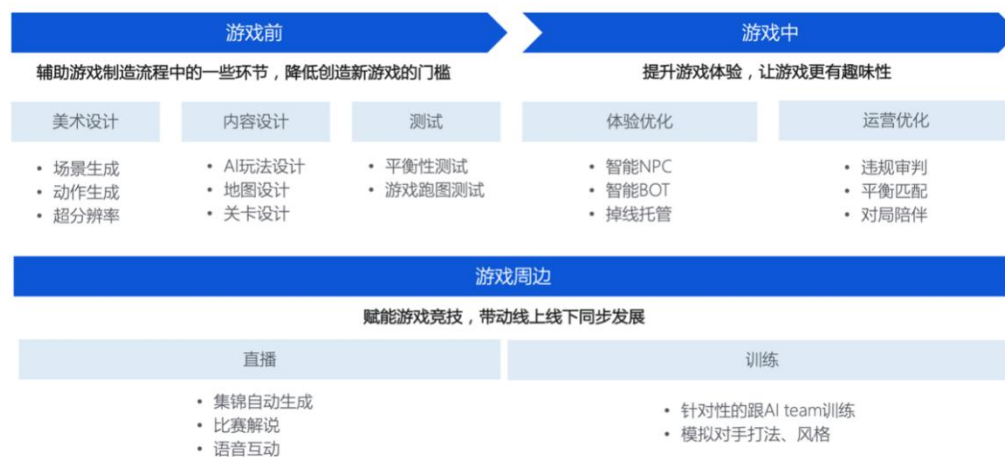 游戏前
游戏中
辅助游戏制造流程中的一些环节，降低创造新游戏的门槛
提升游戏体验，让游戏更有趣味性
美术设计
内容设计
测试
体验优化
运营优化
• 场景生成
• 动作生成
• 超分辨率
• AI玩法设计
• 地图设计
• 关卡设计
• 平衡性测试
• 游戏跑图测试
• 智能NPC
• 智能BOT
• 掉线托管
• 违规审判
• 平衡匹配
• 对局陪伴
游戏周边
赋能游戏竞技，带动线上线下同步发展
直播
训练
• 集锦自动生成
• 比赛解说
• 语音互动
• 针对性的跟AI team训练
• 模拟对手打法、风格